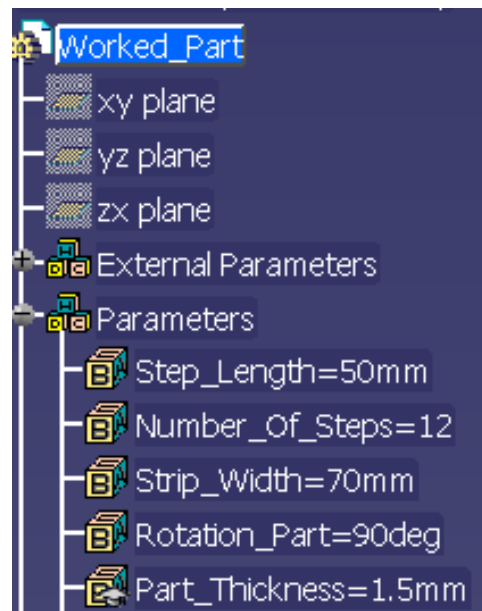 Worked_Part
xy plane
yz plane
zx plane
External Parameters
Parameters
Step_Length=50mm
Number_Of_Steps=12
Strip_Width=70mm
Rotation_Part=90deg
Part_Thickness=1.5mm